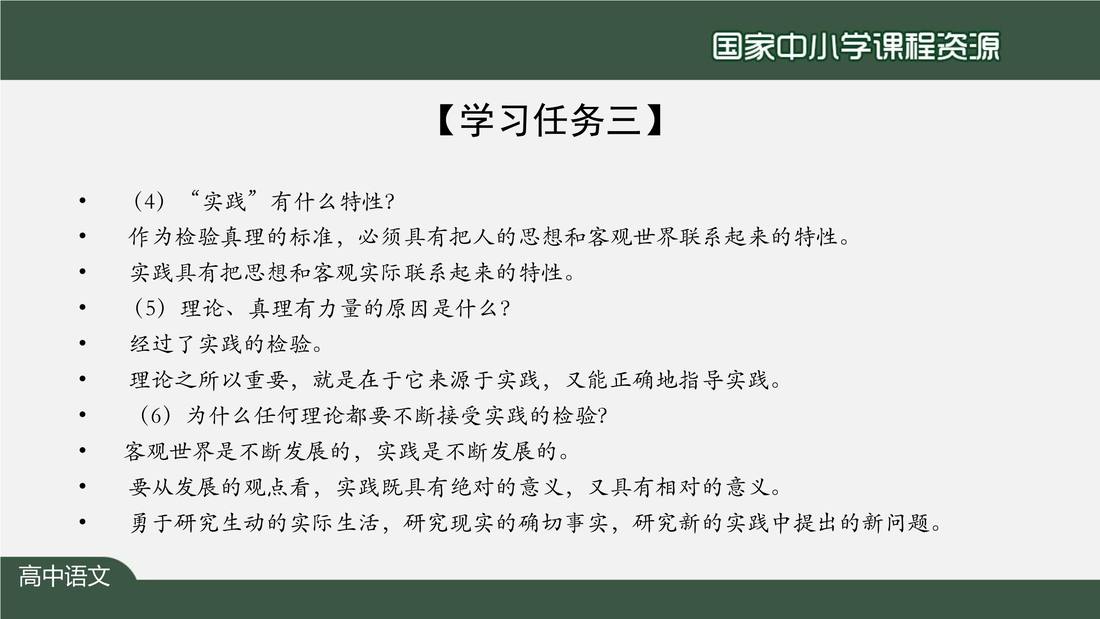 国家中小学课程资源
【学习任务三】
• （4）“实践”有什么特性?
• 作为检验真理的标准，必须具有把人的思想和客观世界联系起来的特性。
• 实践具有把思想和客观实际联系起来的特性。
• （5）理论、真理有力量的原因是什么?
• 经过了实践的检验。
• 理论之所以重要，就是在于它来源于实践，又能正确地指导实践。
• （6）为什么任何理论都要不断接受实践的检验?
• 客观世界是不断发展的，实践是不断发展的。
• 要从发展的观点看，实践既具有绝对的意义，又具有相对的意义。
• 勇于研究生动的实际生活，研究现实的确切事实，研究新的实践中提出的新问题。
高中语文